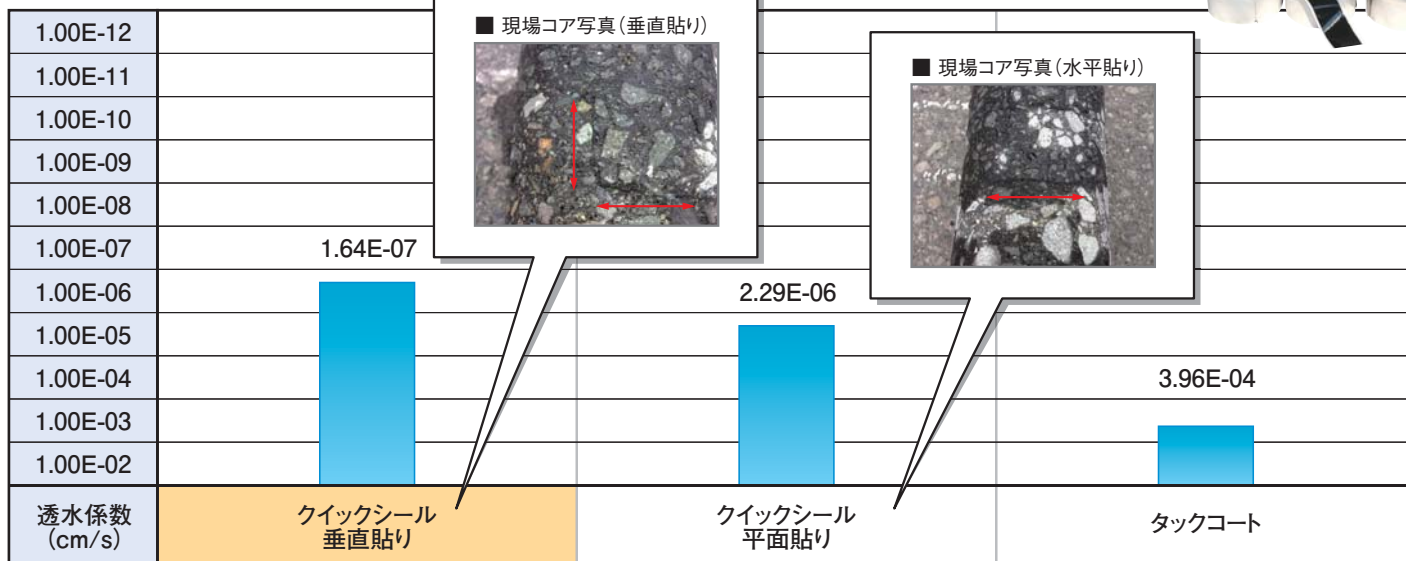 ■ 現場コア写真（垂直貼り）
■ 現場コア写真（水平貼り）
1.00E-12
1.00E-11
1.00E-10
1.00E-09
1.00E-08
1.00E-07
1.64E-07
1.00E-06
2.29E-06
1.00E-05
1.00E-04
3.96E-04
1.00E-03
1.00E-02
透水係数
(cm/s)
クイックシール
垂直貼り
クイックシール
平面貼り
タックコート